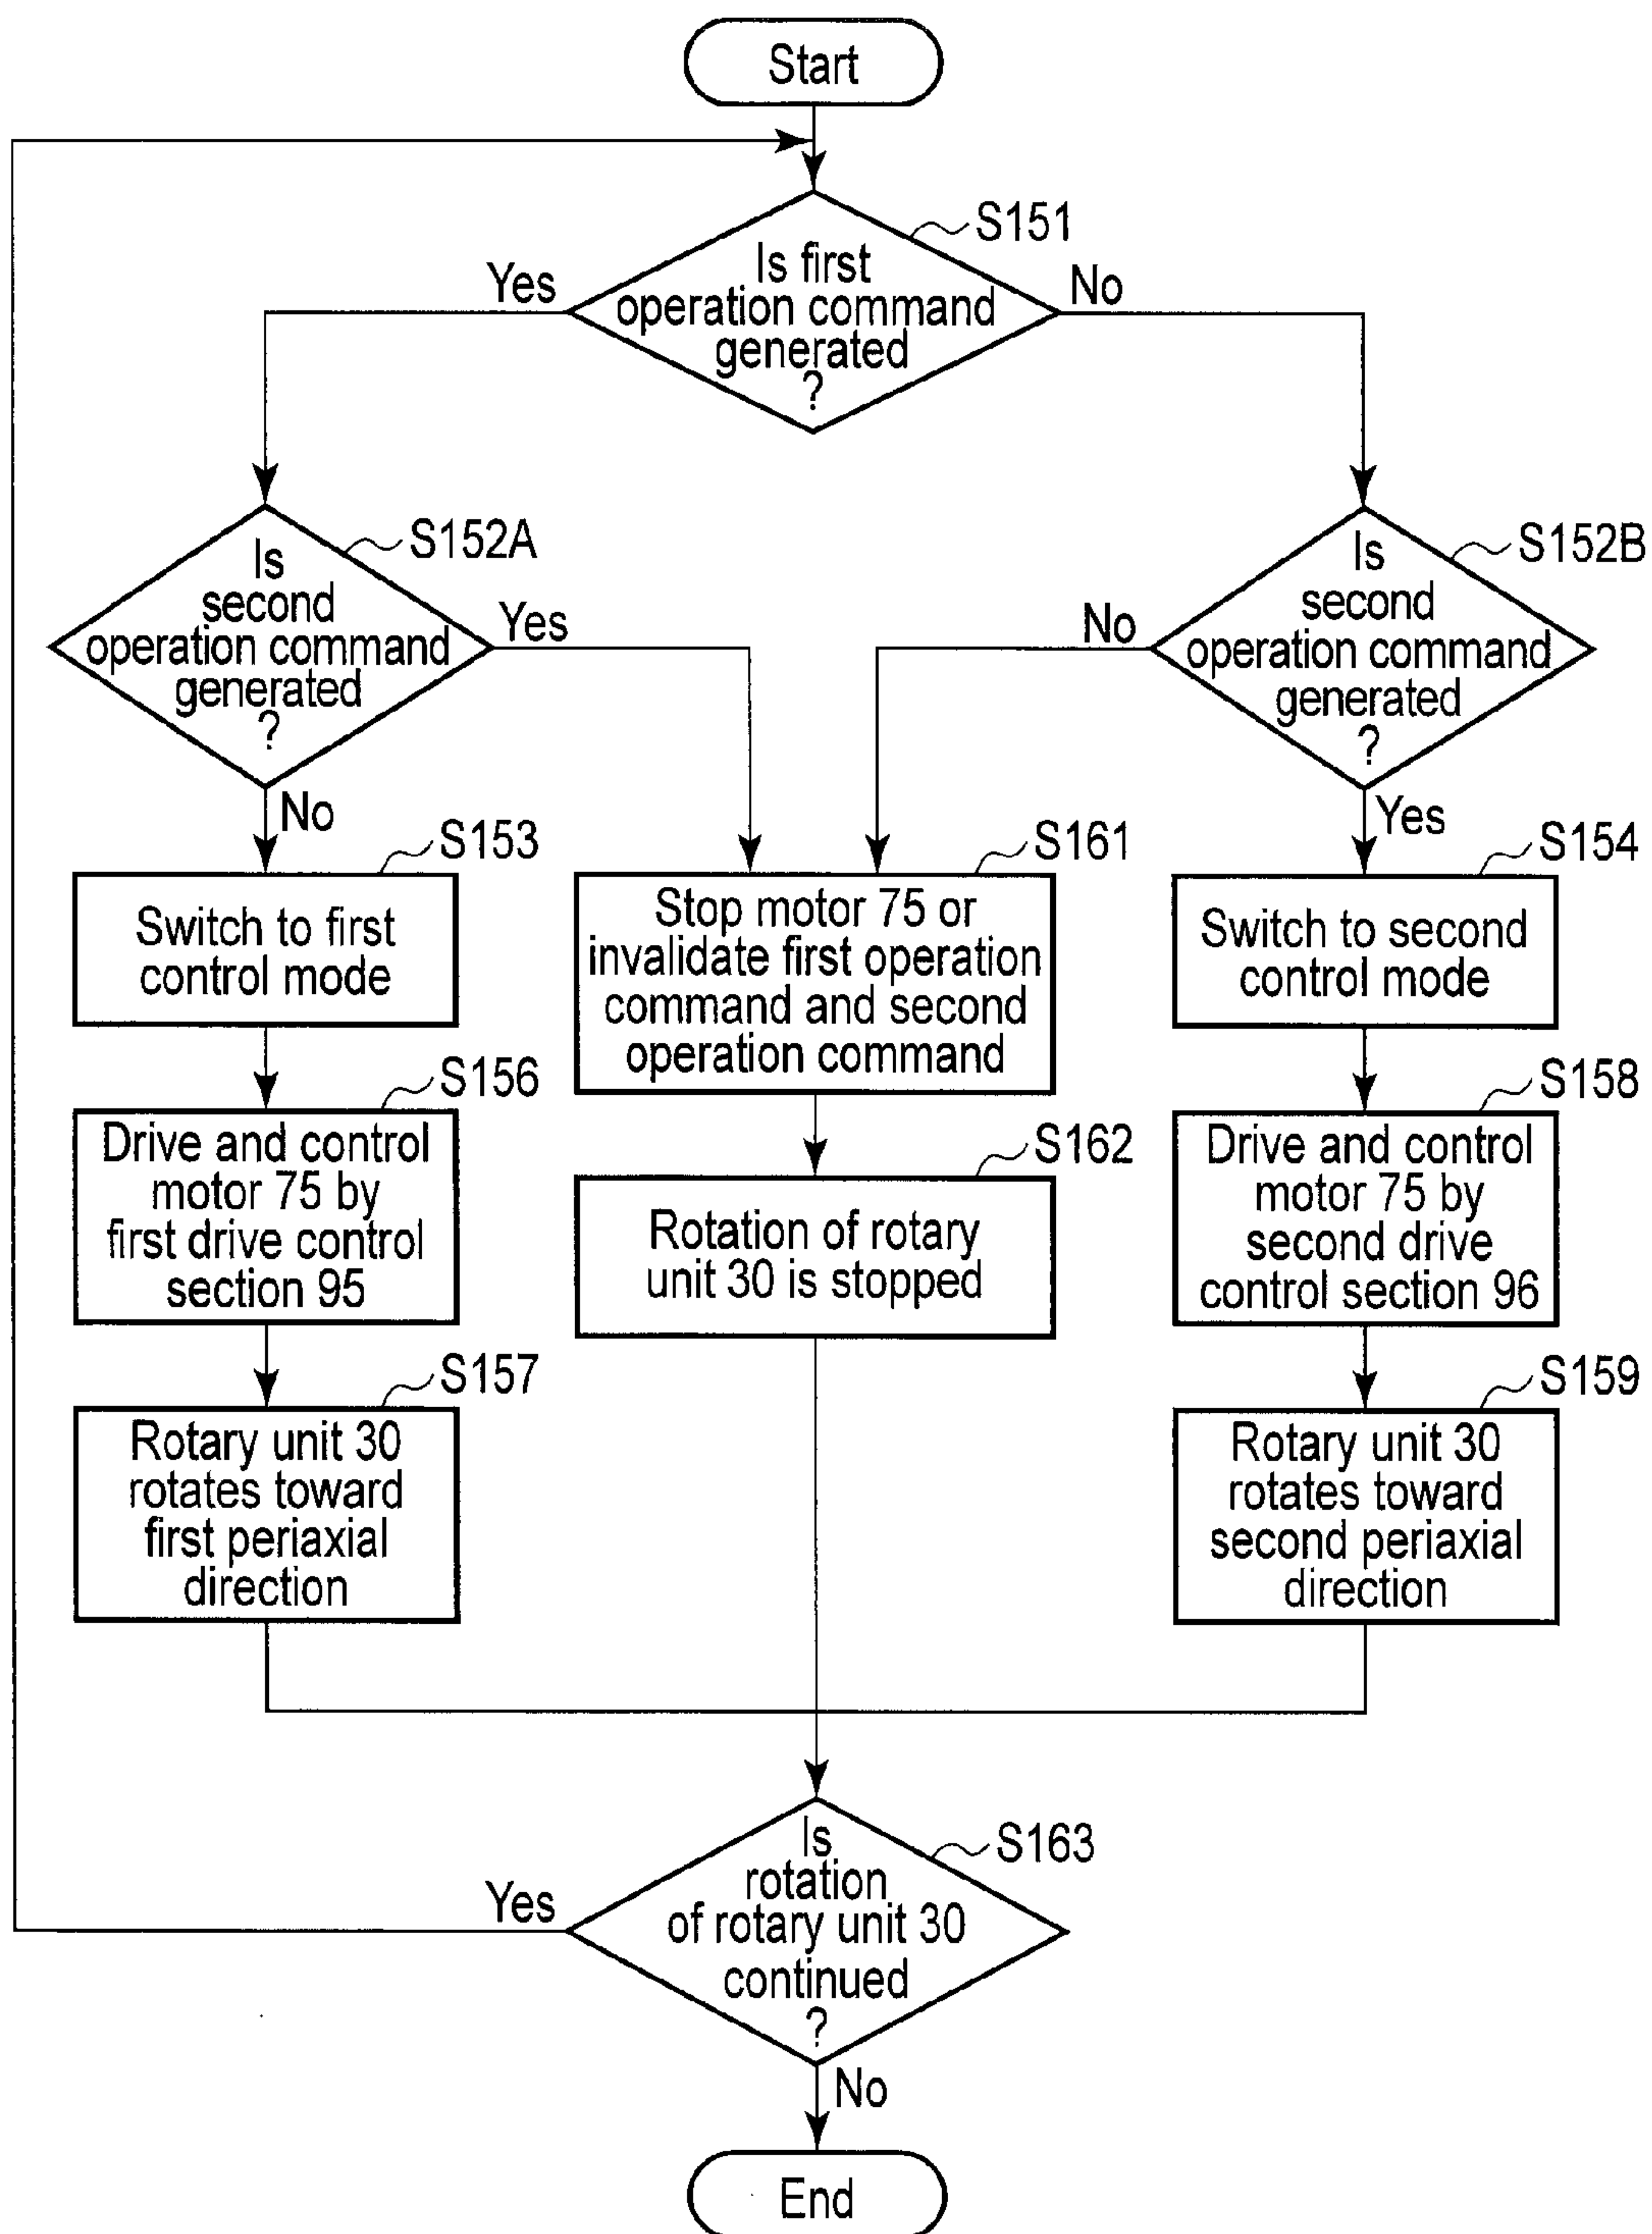 Start
S151
Is first
operation command
generated
?
Yes
No
S152A
Is
second
operation command
generated
?
Yes
No
S152B
Is
second
operation command
generated
?
No
Yes
S153
Switch to first
control mode
S161
Stop motor 75 or
invalidate first operation
command and second
operation command
S154
Switch to second
control mode
S156
Drive and control
motor 75 by
first drive control
section 95
S162
Rotation of rotary
unit 30 is stopped
S158
Drive and control
motor 75 by
second drive
control section 96
S157
Rotary unit 30
rotates toward
first periaxial
direction
S159
Rotary unit 30
rotates toward
second periaxial
direction
S163
Is
rotation
of rotary unit 30
continued
?
Yes
No
End